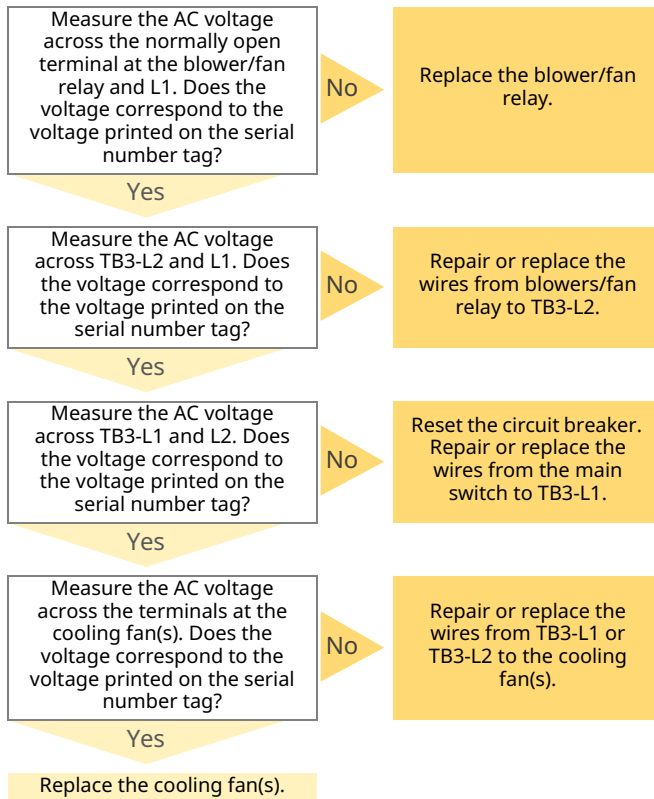 Measure the AC voltage
across the normally open
terminal at the blower/fan
relay and L1. Does the
voltage correspond to the
voltage printed on the serial
number tag?
No
Replace the blower/fan
relay.
Yes
Measure the AC voltage
across TB3-L2 and L1. Does
the voltage correspond to
the voltage printed on the
serial number tag?
No
Repair or replace the
wires from blowers/fan
relay to TB3-L2.
Yes
Measure the AC voltage
across TB3-L1 and L2. Does
the voltage correspond to
the voltage printed on the
serial number tag?
No
Reset the circuit breaker.
Repair or replace the
wires from the main
switch to TB3-L1.
Yes
Measure the AC voltage
across the terminals at the
cooling fan(s). Does the
voltage correspond to the
voltage printed on the serial
number tag?
No
Repair or replace the
wires from TB3-L1 or
TB3-L2 to the cooling
fan(s).
Yes
Replace the cooling fan(s).